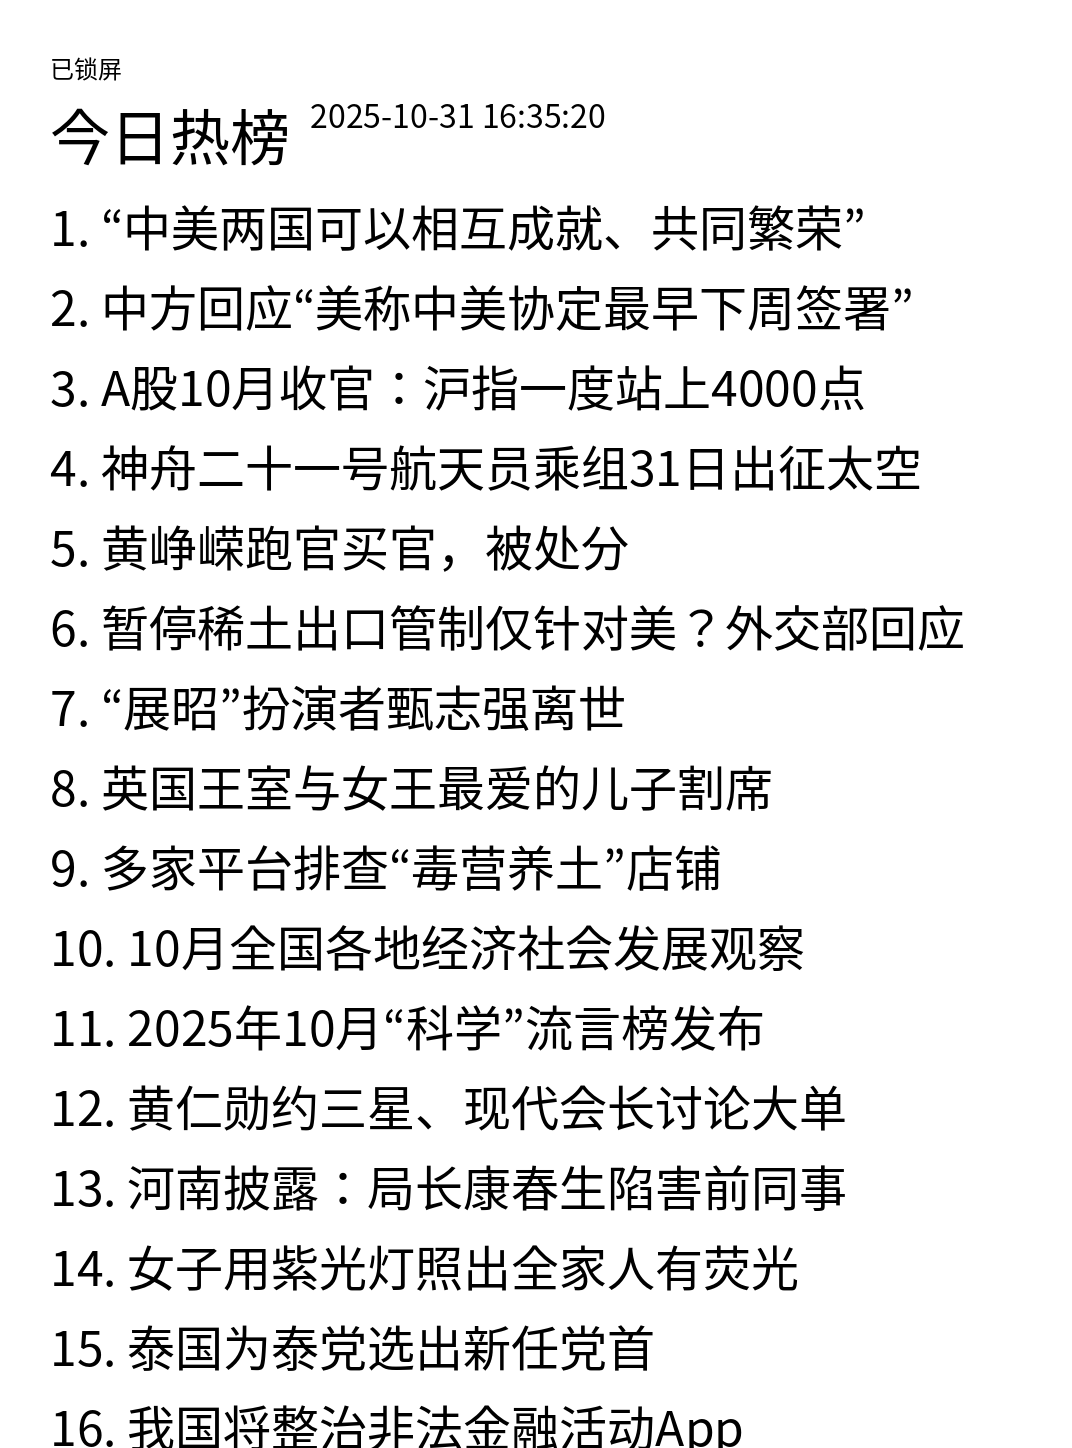 已锁屏
今日热榜 2025-10-31 16:35:20
1. “中美两国可以相互成就、共同繁荣”
2. 中方回应“美称中美协定最早下周签署”
3. A股10月收官：沪指一度站上4000点
4. 神舟二十一号航天员乘组31日出征太空
5. 黄峥嵘跑官买官，被处分
6. 暂停稀土出口管制仅针对美？外交部回应
7. “展昭”扮演者甄志强离世
8. 英国王室与女王最爱的儿子割席
9. 多家平台排查“毒营养土”店铺
10. 10月全国各地经济社会发展观察
11. 2025年10月“科学”流言榜发布
12. 黄仁勋约三星、现代会长讨论大单
13. 河南披露：局长康春生陷害前同事
14. 女子用紫光灯照出全家人有荧光
15. 泰国为泰党选出新任党首
16. 我国将整治非法金融活动App